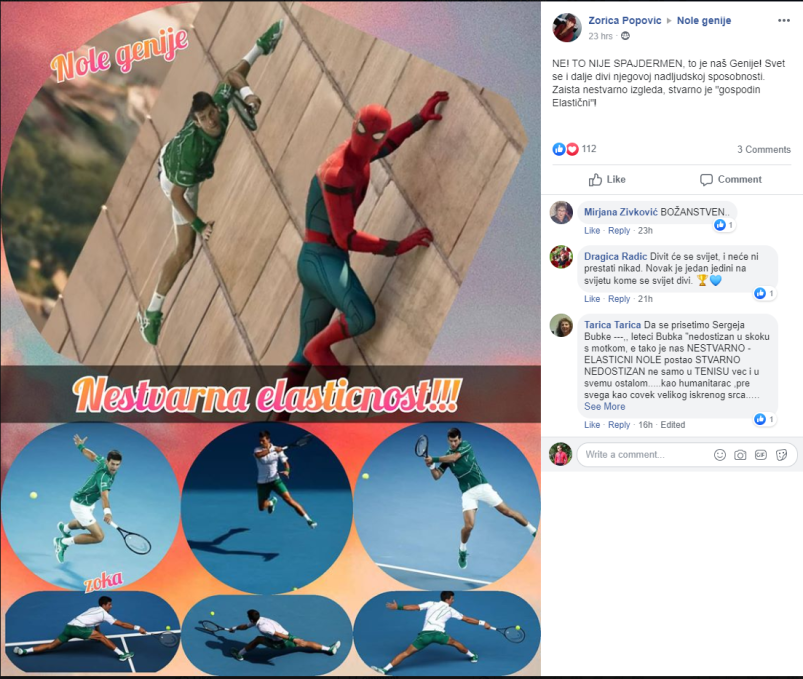 Nole genije
Nestvarna elasticnost!!!
zoka
Zorica Popovic ▸ Nole genije
23 hrs ·
NE! TO NIJE SPAJDERMEN, to je naš Genije! Svet
se i dalje divi njegovoj nadljudskoj sposobnosti.
Zaista nestvarno izgleda, stvarno je "gospodin
Elastični"!
112
3 Comments
Like
Comment
Mirjana Zivković BOŽANSTVEN..
1
Like · Reply · 23h
Dragica Radic Divit će se svijet, i neće ni
prestati nikad. Novak je jedan jedini na
svijetu kome se svijet divi. 🏆💙
1
Like · Reply · 21h
Tarica Tarica Da se prisetimo Sergeja
Bubke ---,, leteci Bubka "nedostizan u skoku
s motkom, e tako je nas NESTVARNO -
ELASTICNI NOLE postao STVARNO
NEDOSTIZAN ne samo u TENISU vec i u
svemu ostalom.....kao humanitarac ,pre
svega kao covek velikog iskrenog srca.....
See More
1
Like · Reply · 16h · Edited
Write a comment...
GIF